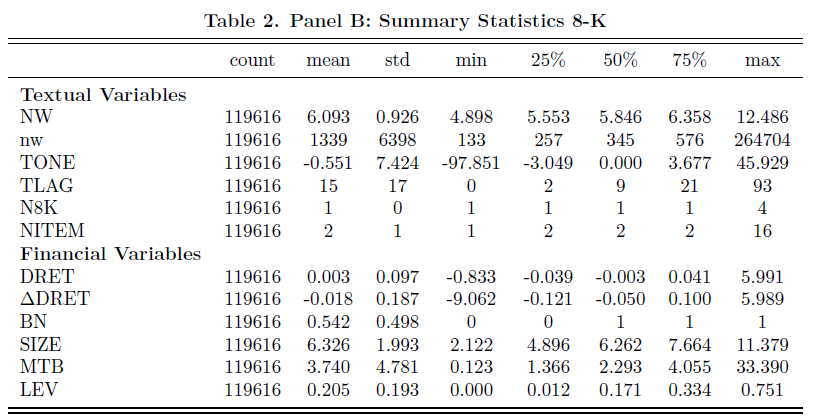 Table 2. Panel B: Summary Statistics 8-K
count mean std min 25% 50% 75% max
Textual Variables
NW 119616 6.093 0.926 4.898 5.553 5.846 6.358 12.486
nw 119616 1339 6398 133 257 345 576 264704
TONE 119616 -0.551 7.424 -97.851 -3.049 0.000 3.677 45.929
TLAG 119616 15 17 0 2 9 21 93
N8K 119616 1 0 1 1 1 1 4
NITEM 119616 2 1 1 2 2 2 16
Financial Variables
DRET 119616 0.003 0.097 -0.833 -0.039 -0.003 0.041 5.991
ΔDRET 119616 -0.018 0.187 -9.062 -0.121 -0.050 0.100 5.989
BN 119616 0.542 0.498 0 0 1 1 1
SIZE 119616 6.326 1.993 2.122 4.896 6.262 7.664 11.379
MTB 119616 3.740 4.781 0.123 1.366 2.293 4.055 33.390
LEV 119616 0.205 0.193 0.000 0.012 0.171 0.334 0.751